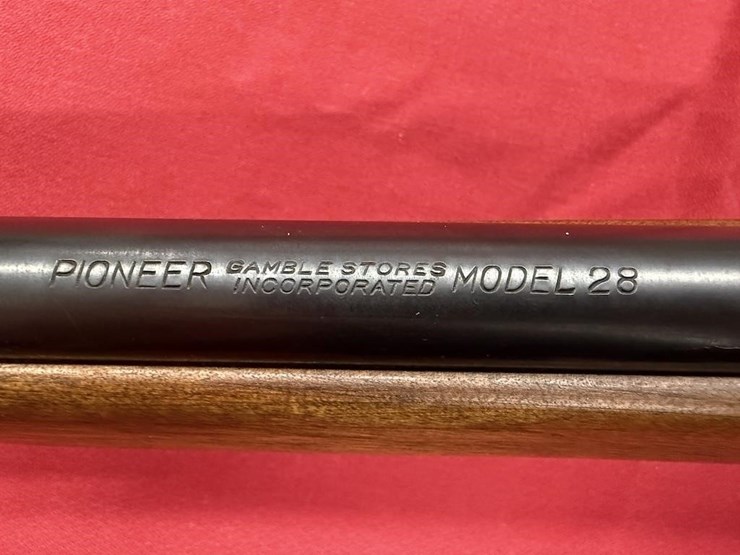 PIONEER GAMBLE STORES INCORPORATED MODEL 28